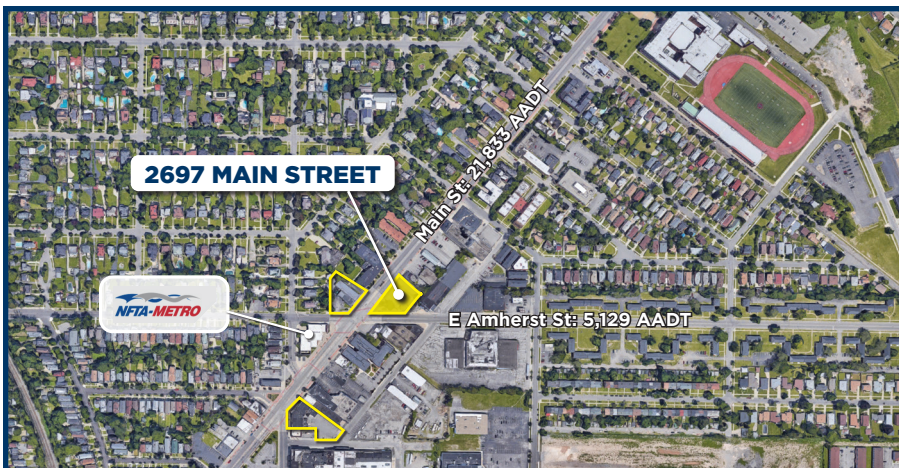 Main St: 21,833 AADT
2697 MAIN STREET
NFTA-METRO
E Amherst St: 5,129 AADT